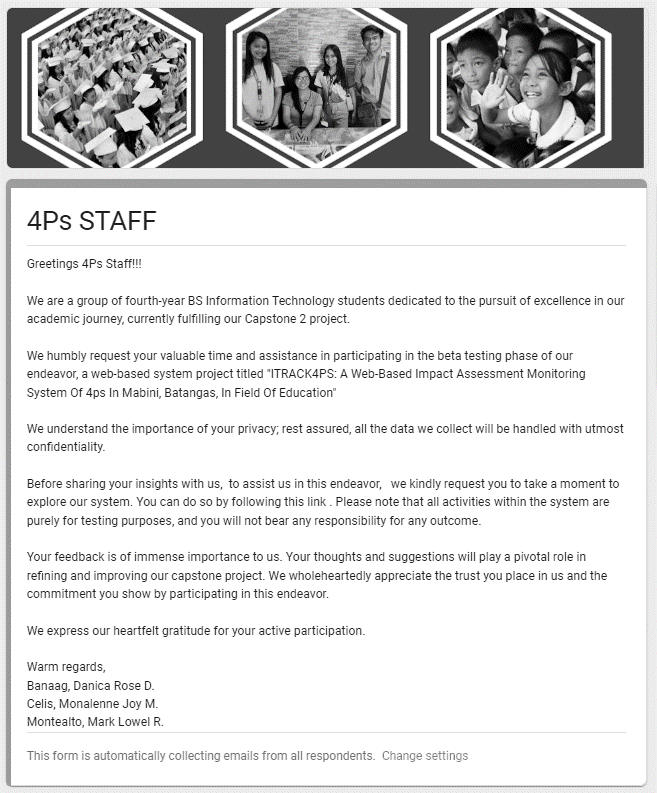 4Ps STAFF
Greetings 4Ps Staff!!!
We are a group of fourth-year BS Information Technology students dedicated to the pursuit of excellence in our
academic journey, currently fulfilling our Capstone 2 project.
We humbly request your valuable time and assistance in participating in the beta testing phase of our
endeavor, a web-based system project titled "ITRACK4PS: A Web-Based Impact Assessment Monitoring
System Of 4ps In Mabini, Batangas, In Field Of Education"
We understand the importance of your privacy; rest assured, all the data we collect will be handled with utmost
confidentiality.
Before sharing your insights with us,  to assist us in this endeavor,   we kindly request you to take a moment to
explore our system. You can do so by following this link . Please note that all activities within the system are
purely for testing purposes, and you will not bear any responsibility for any outcome.
Your feedback is of immense importance to us. Your thoughts and suggestions will play a pivotal role in
refining and improving our capstone project. We wholeheartedly appreciate the trust you place in us and the
commitment you show by participating in this endeavor.
We express our heartfelt gratitude for your active participation.
Warm regards,
Banaag, Danica Rose D.
Celis, Monalenne Joy M.
Montealto, Mark Lowel R.
This form is automatically collecting emails from all respondents.  Change settings